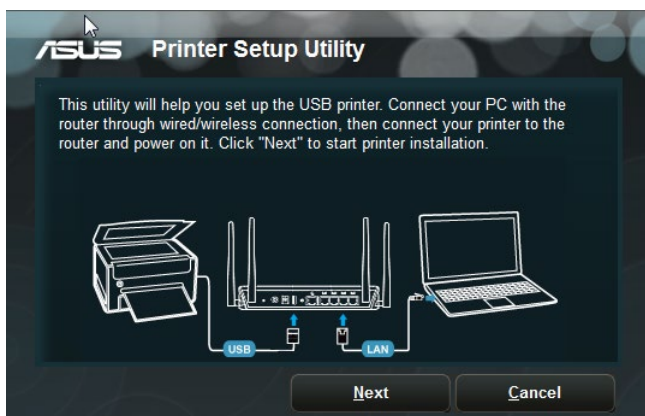 ASUS Printer Setup Utility
This utility will help you set up the USB printer. Connect your PC with the
router through wired/wireless connection, then connect your printer to the
router and power on it. Click "Next" to start printer installation.
USB LAN
Next Cancel